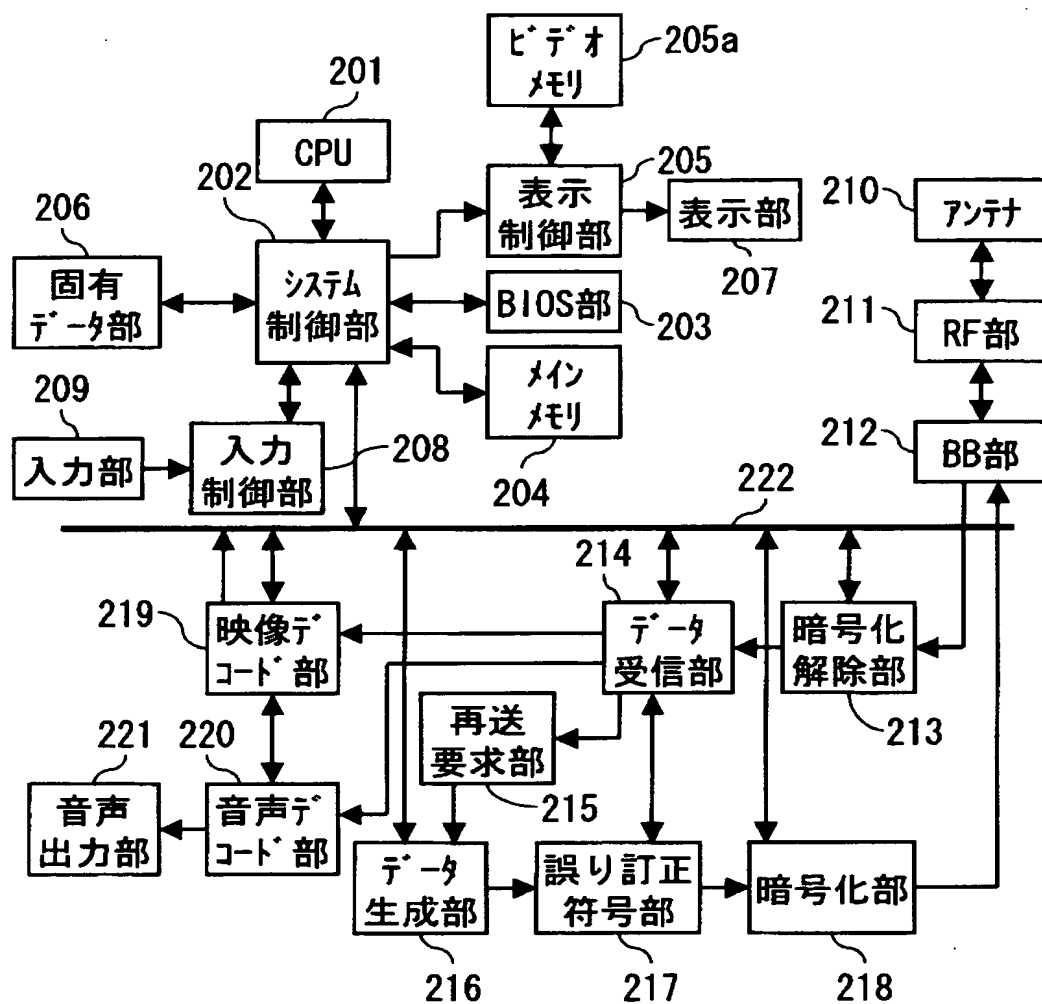 ビデオ
メモリ
205a
201
CPU
202
205
表示
制御部
表示部
207
210
アンテナ
206
固有
データ部
システム
制御部
BIOS部
203
211
RF部
メイン
メモリ
204
209
入力部
入力
制御部
208
212
BB部
222
214
219
映像デ
コード部
データ
受信部
暗号化
解除部
213
再送
要求部
215
221
音声
出力部
220
音声デ
コード部
データ
生成部
216
誤り訂正
符号部
217
暗号化部
218